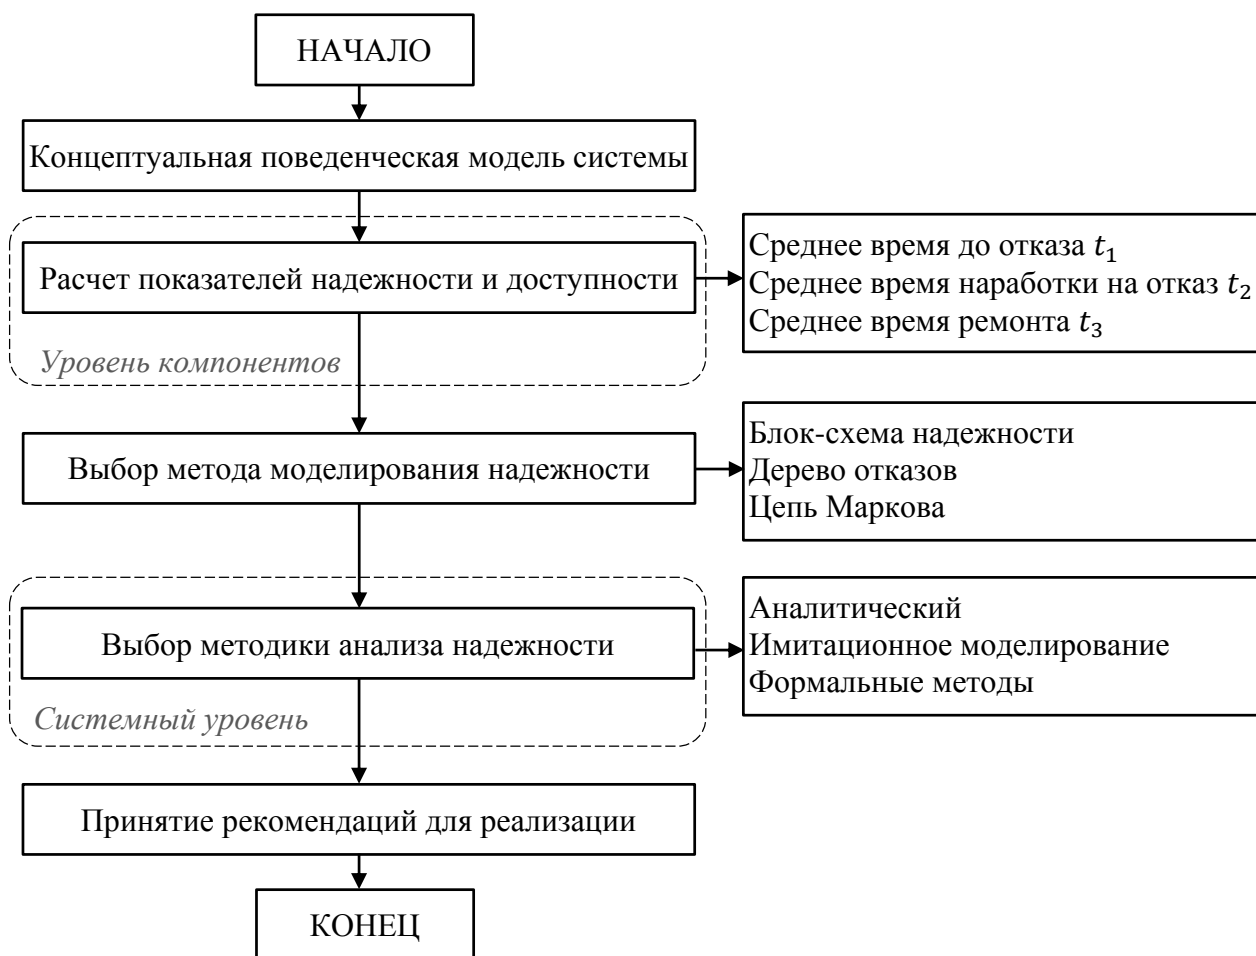 НАЧАЛО
Концептуальная поведенческая модель системы
Расчет показателей надежности и доступности
Среднее время до отказа t₁
Среднее время наработки на отказ t₂
Среднее время ремонта t₃
Уровень компонентов
Выбор метода моделирования надежности
Блок-схема надежности
Дерево отказов
Цепь Маркова
Выбор методики анализа надежности
Аналитический
Имитационное моделирование
Формальные методы
Системный уровень
Принятие рекомендаций для реализации
КОНЕЦ